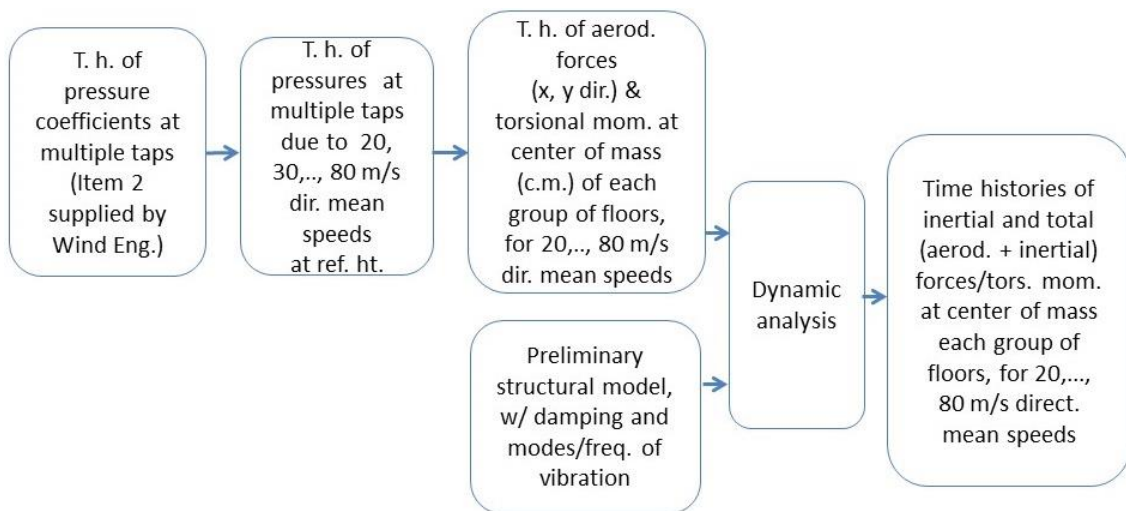 T. h. of
pressure
coefficients at
multiple taps
(Item 2
supplied by
Wind Eng.)
T. h. of
pressures at
multiple taps
due to 20,
30,.., 80 m/s
dir. mean
speeds
at ref. ht.
T. h. of aerod.
forces
(x, y dir.) &
torsional mom. at
center of mass
(c.m.) of each
group of floors,
for 20,.., 80 m/s
dir. mean speeds
Preliminary
structural model,
w/ damping and
modes/freq. of
vibration
Dynamic
analysis
Time histories of
inertial and total
(aerod. + inertial)
forces/tors. mom.
at center of mass
each group of
floors, for 20,...,
80 m/s direct.
mean speeds